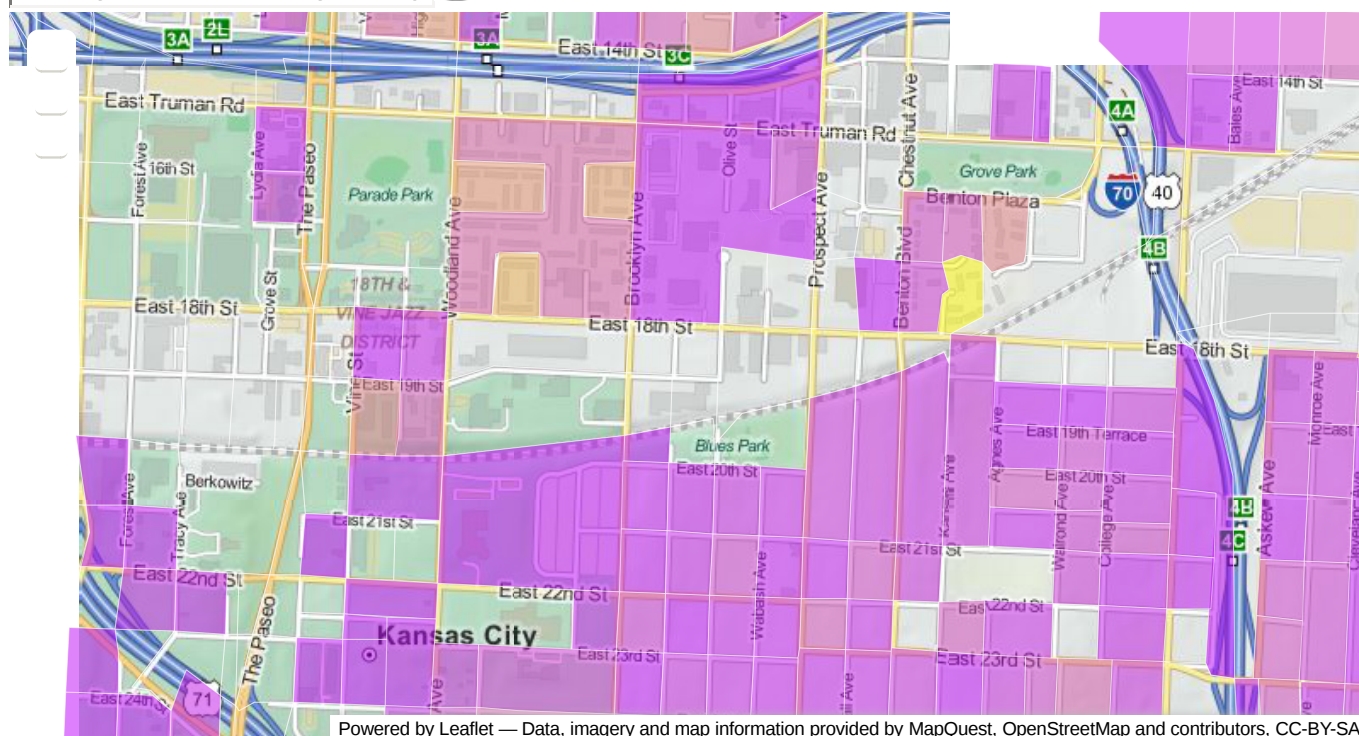 3A
2L
3A
East 14th St
3C
East 14th St
East Truman Rd
East Truman Rd
4A
Forest Ave
16th St
Lydia Ave
The Paseo
Parade Park
Woodland Ave
Brooklyn Ave
Olive St
Prospect Ave
Chestnut Ave
Grove Park
Benton Plaza
Benton Blvd
70
40
Bales Ave
4B
18TH &
VINE JAZZ
DISTRICT
East 18th St
Grove St
East 18th St
East 18th St
Vine St
East 19th St
Monroe Ave
Blues Park
East 20th St
Agnes Ave
East 19th Terrace
East 20th St
East
Berkowitz
Forest Ave
Tracy Ave
East 21st St
Kansas Ave
East 21st St
Walrond Ave
College Ave
4B
4C
Askew Ave
Cleveland Ave
East 22nd St
The Paseo
East 22nd St
Wabash Ave
East 22nd St
Kansas City
East 23rd St
East 23rd St
East 24th St
71
Ave
Powered by Leaflet — Data, imagery and map information provided by MapQuest, OpenStreetMap and contributors, CC-BY-SA